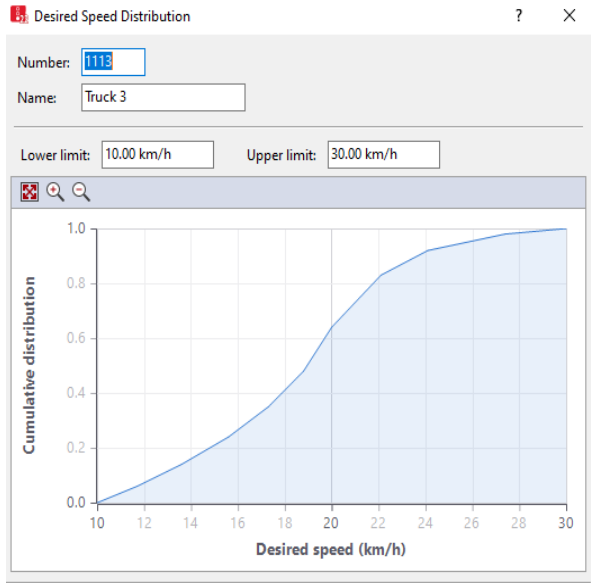 Desired Speed Distribution ?
Number: 1113
Name: Truck 3
Lower limit: 10.00 km/h Upper limit: 30.00 km/h
1.0
0.8
0.6
0.4
0.2
0.0
Cumulative distribution
10 12 14 16 18 20 22 24 26 28 30
Desired speed (km/h)